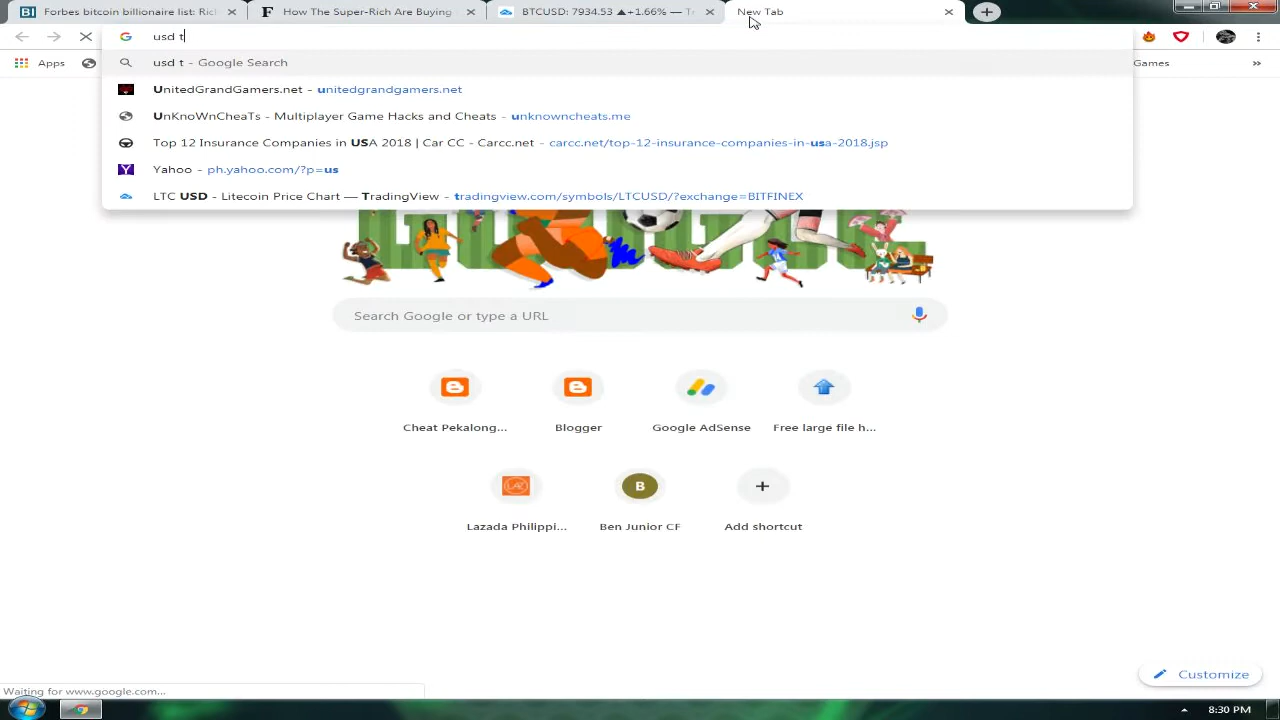 Forbes bitcoin billionaire list: Rich
How The Super-Rich Are Buying
BTCUSD: 7934.53 ▲+1.66% — Tr
New Tab
usd t
Apps
Games
usd t - Google Search
UnitedGrandGamers.net - unitedgrandgamers.net
UnKnoWnCheaTs - Multiplayer Game Hacks and Cheats - unknowncheats.me
Top 12 Insurance Companies in USA 2018 | Car CC - Carcc.net - carcc.net/top-12-insurance-companies-in-usa-2018.jsp
Yahoo - ph.yahoo.com/?p=us
LTC USD - Litecoin Price Chart — TradingView - tradingview.com/symbols/LTCUSD/?exchange=BITFINEX
Search Google or type a URL
Cheat Pekalong...
Blogger
Google AdSense
Free large file h...
LAZ
B
Lazada Philippi...
Ben Junior CF
Add shortcut
Customize
Waiting for www.google.com...
8:30 PM